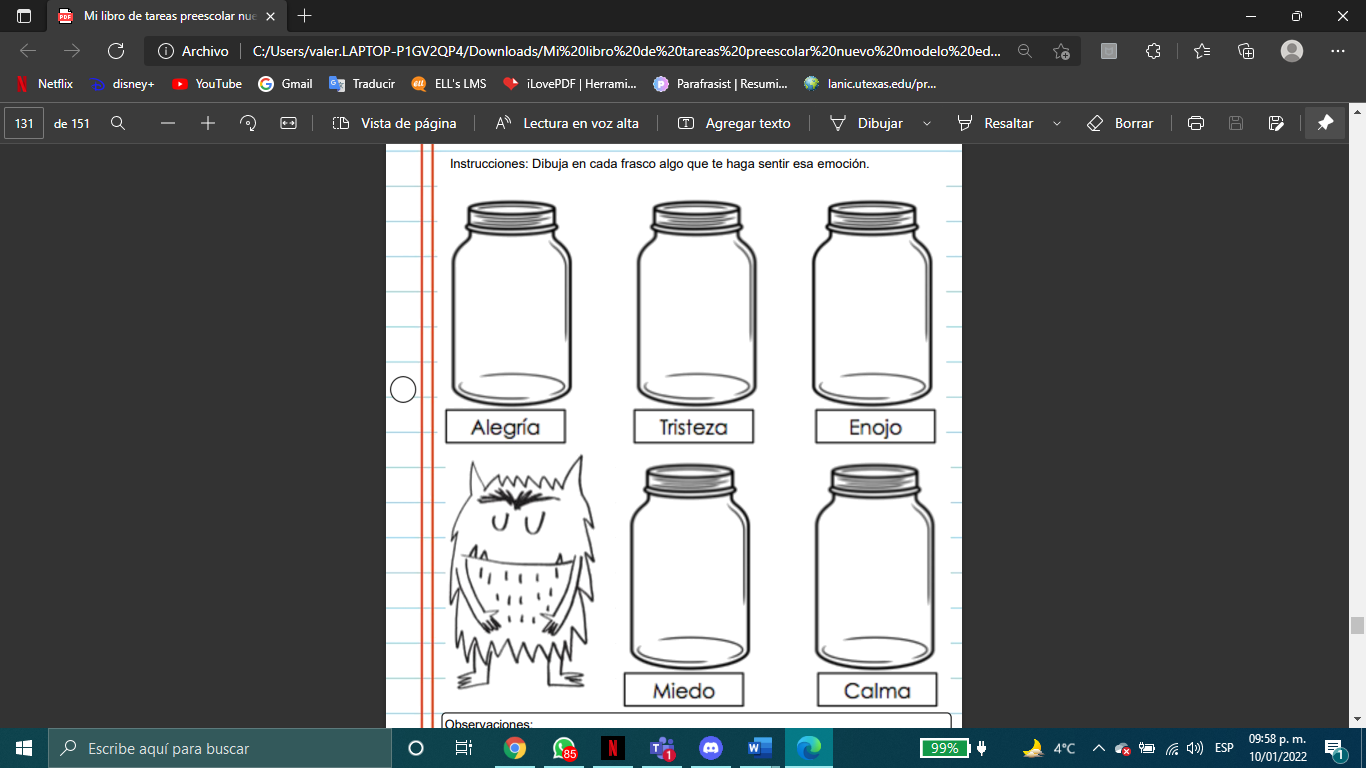 Mi libro de tareas preescolar nue
Archivo
C:/Users/valer.LAPTOP-P1GV2QP4/Downloads/Mi%20libro%20de%20tareas%20preescolar%20nuevo%20modelo%20ed...
Netflix
disney+
YouTube
Gmail
Traducir
ELL's LMS
iLovePDF | Herrami...
Parafrasist | Resumi...
lanic.utexas.edu/pr...
131 de 151
Vista de página
Lectura en voz alta
Agregar texto
Dibujar
Resaltar
Borrar
Instrucciones: Dibuja en cada frasco algo que te haga sentir esa emoción.
Alegría
Tristeza
Enojo
Miedo
Calma
Observaciones:
Escribe aquí para buscar
85
1
99%
4°C
ESP
09:58 p. m.
10/01/2022
1